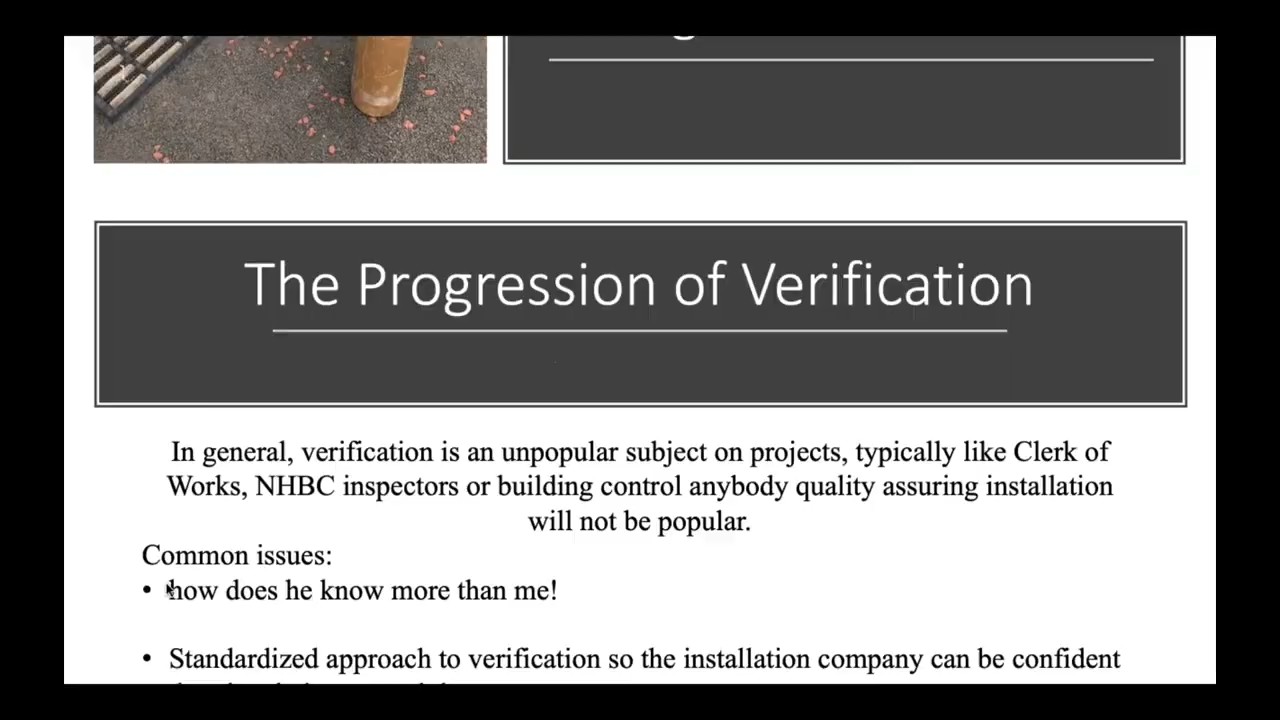 The Progression of Verification
In general, verification is an unpopular subject on projects, typically like Clerk of
Works, NHBC inspectors or building control anybody quality assuring installation
will not be popular.
Common issues:
• how does he know more than me!
• Standardized approach to verification so the installation company can be confident